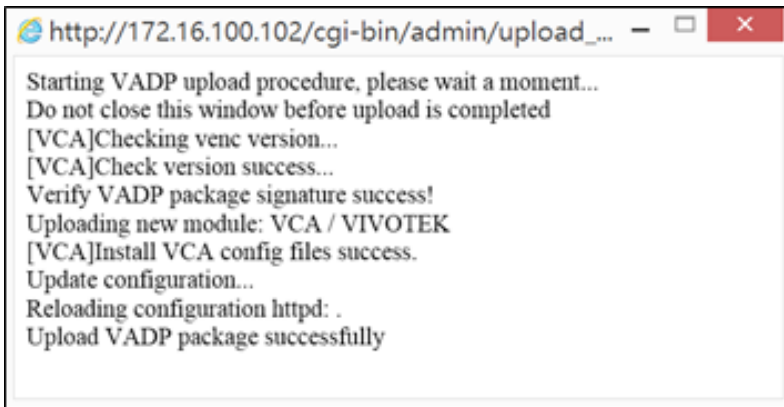 http://172.16.100.102/cgi-bin/admin/upload_...
Starting VADP upload procedure, please wait a moment...
Do not close this window before upload is completed
[VCA]Checking venc version...
[VCA]Check version success...
Verify VADP package signature success!
Uploading new module: VCA / VIVOTEK
[VCA]Install VCA config files success.
Update configuration...
Reloading configuration httpd: .
Upload VADP package successfully